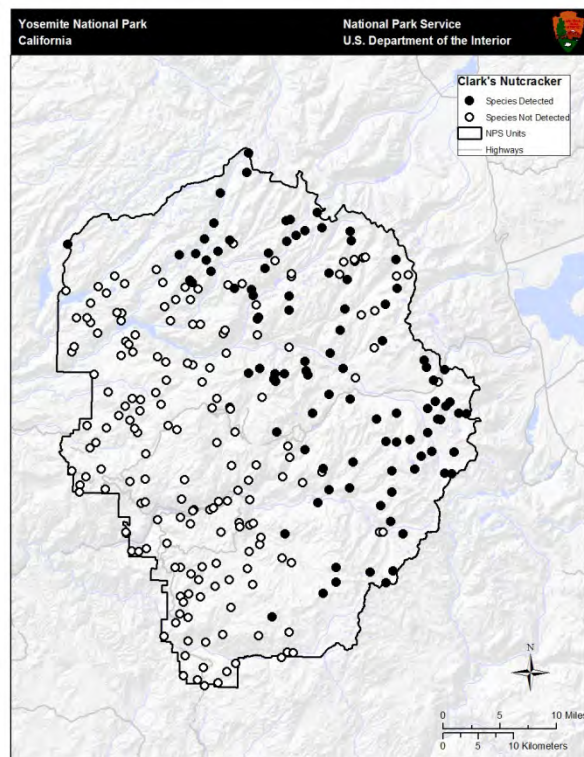 Yosemite National Park
California
National Park Service
U.S. Department of the Interior
Clark's Nutcracker
Species Detected
Species Not Detected
NPS Units
Highways
N
0 5 10 Miles
0 5 10 Kilometers